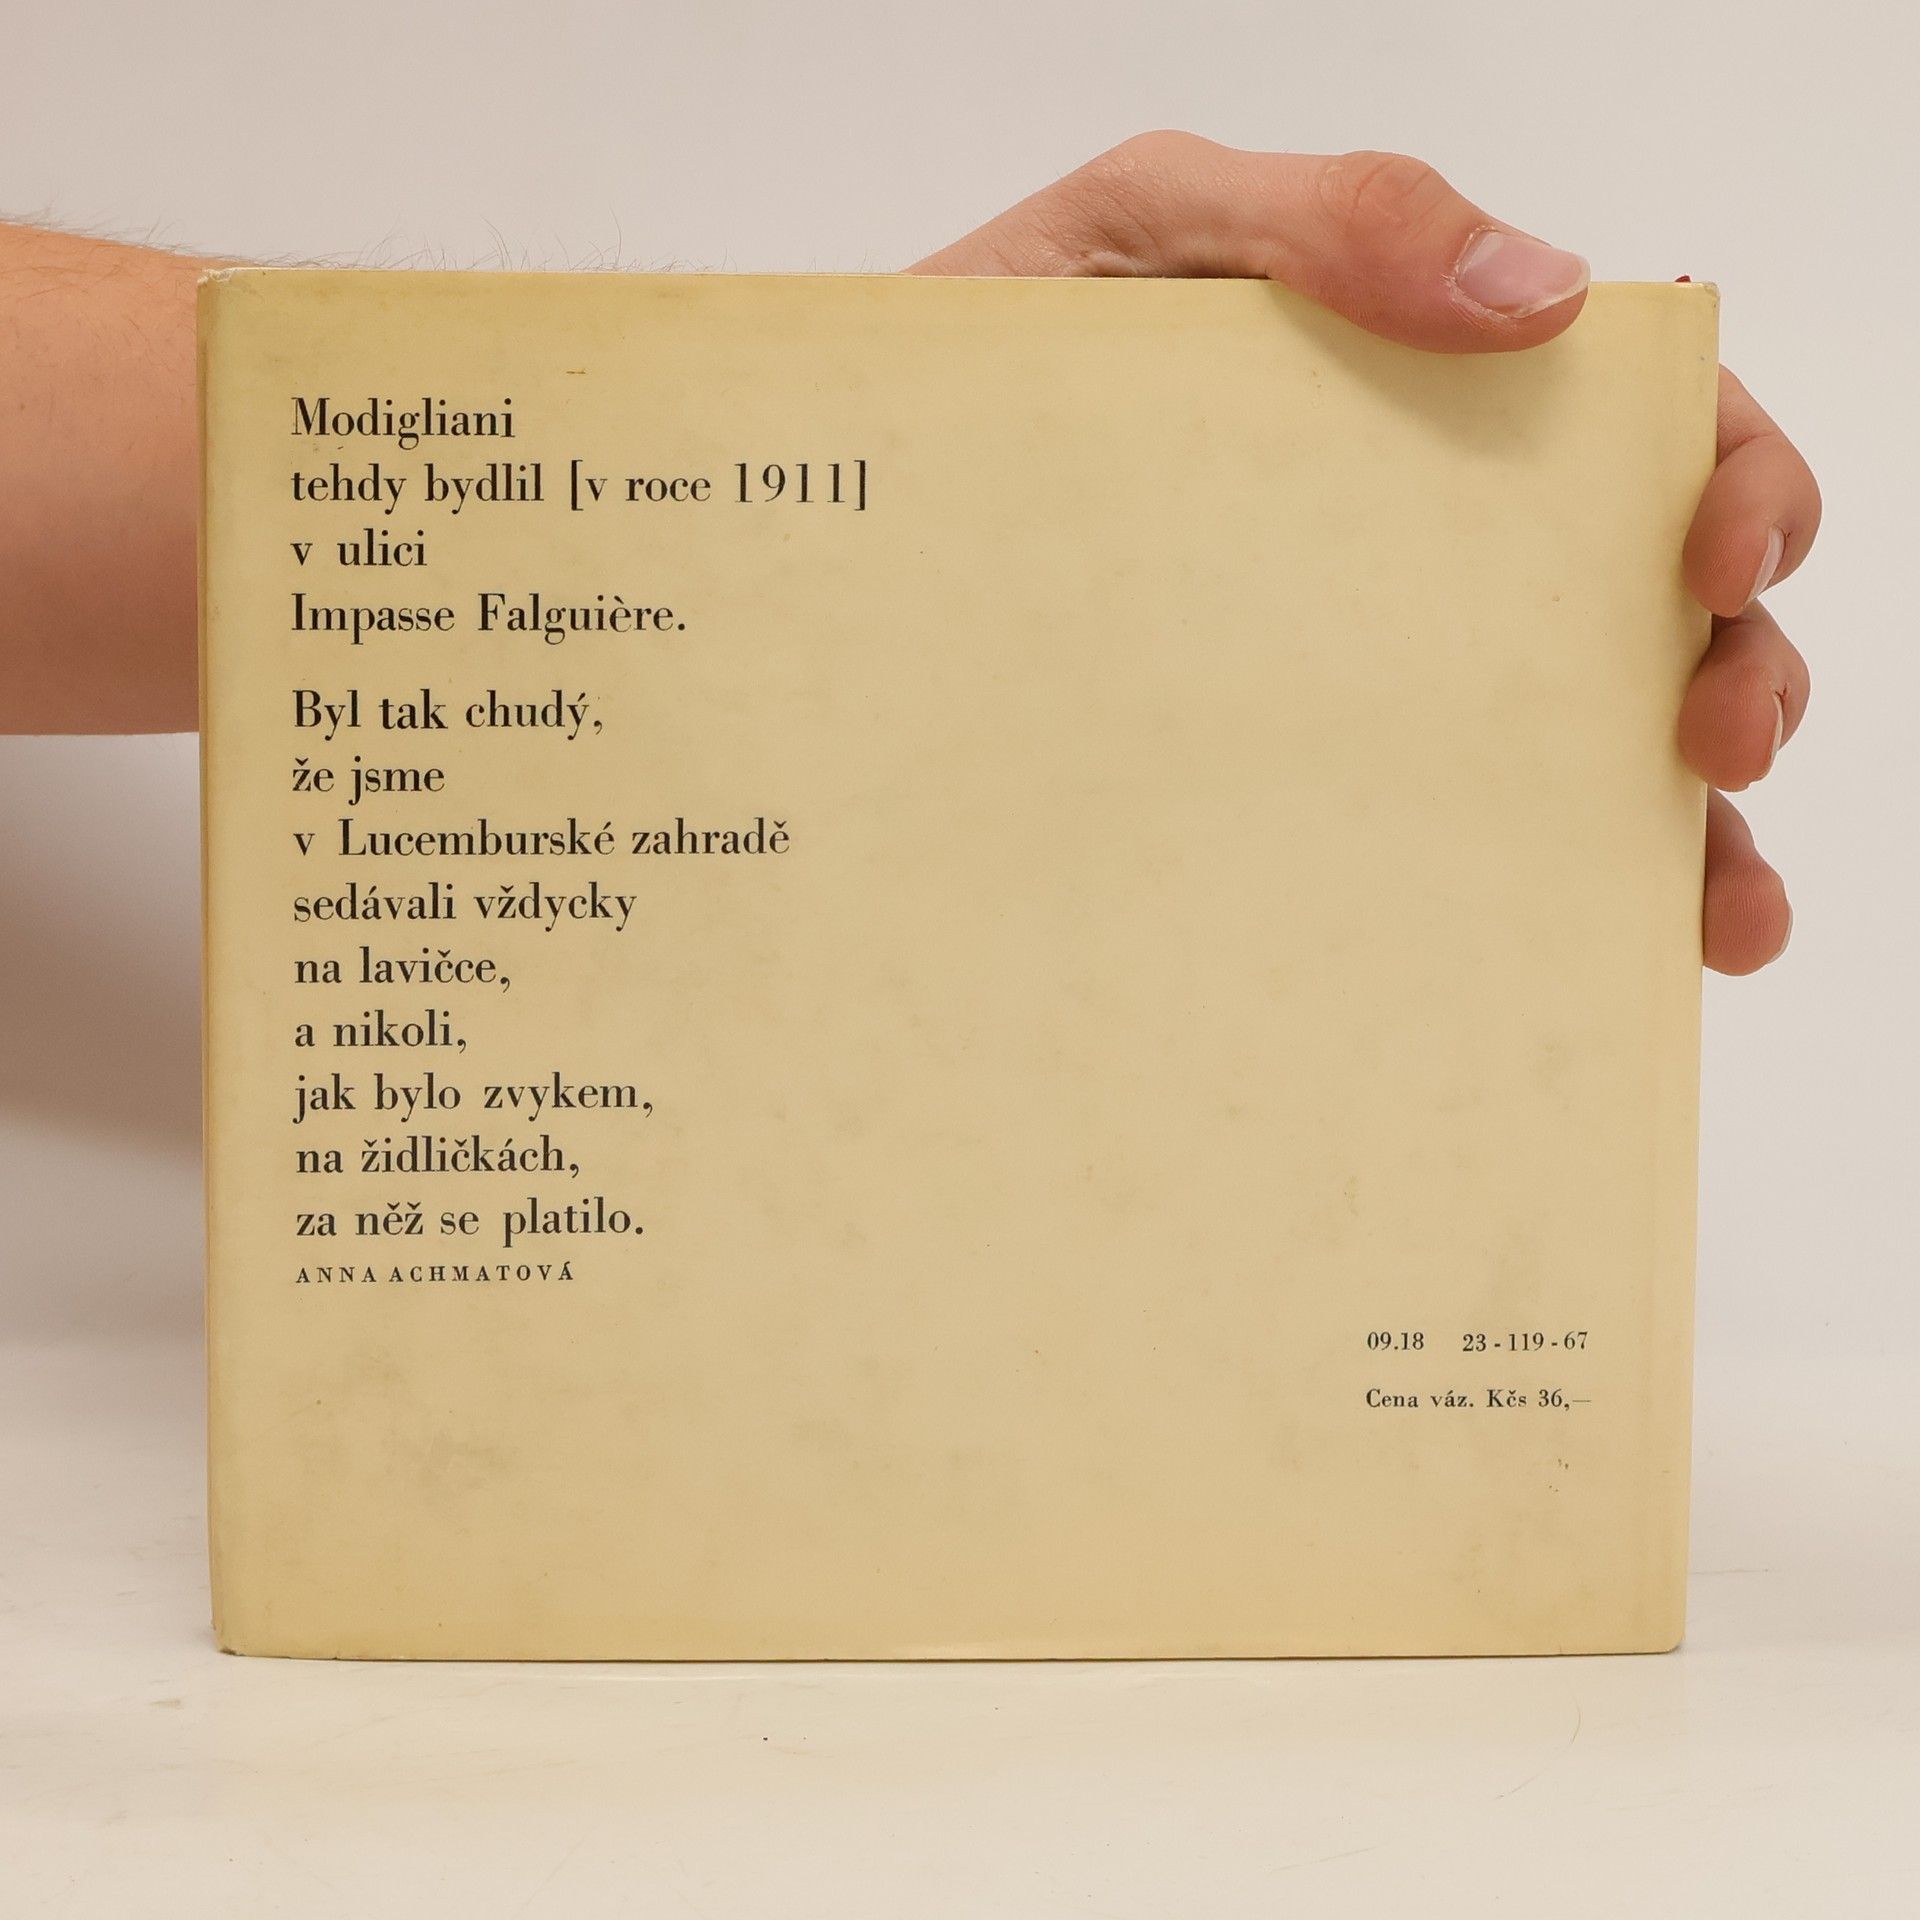 Modigliani
tehdy bydlil [v roce 1911]
v ulici
Impasse Falguière.
Byl tak chudý,
že jsme
v Lucemburské zahradě
sedávali vždycky
na lavičce,
a nikoli,
jak bylo zvykem,
na židličkách,
za něž se platilo.
ANNA ACHMATOVÁ
09.18 23-119-67
Cena váz. Kčs 36,—